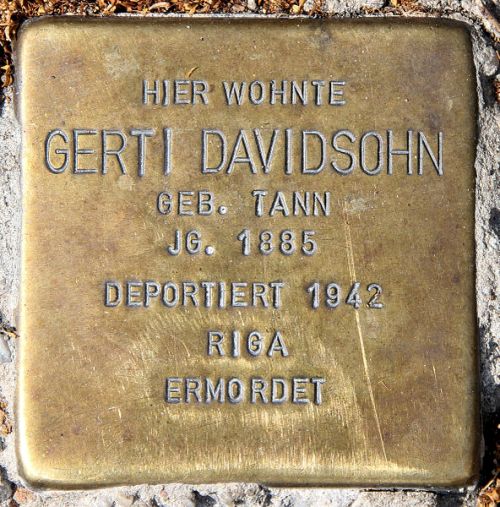 HIER WOHNTE
GERTI DAVIDSOHN
GEB. TANN
JG. 1885
DEPORTIERT 1942
RIGA
ERMORDET